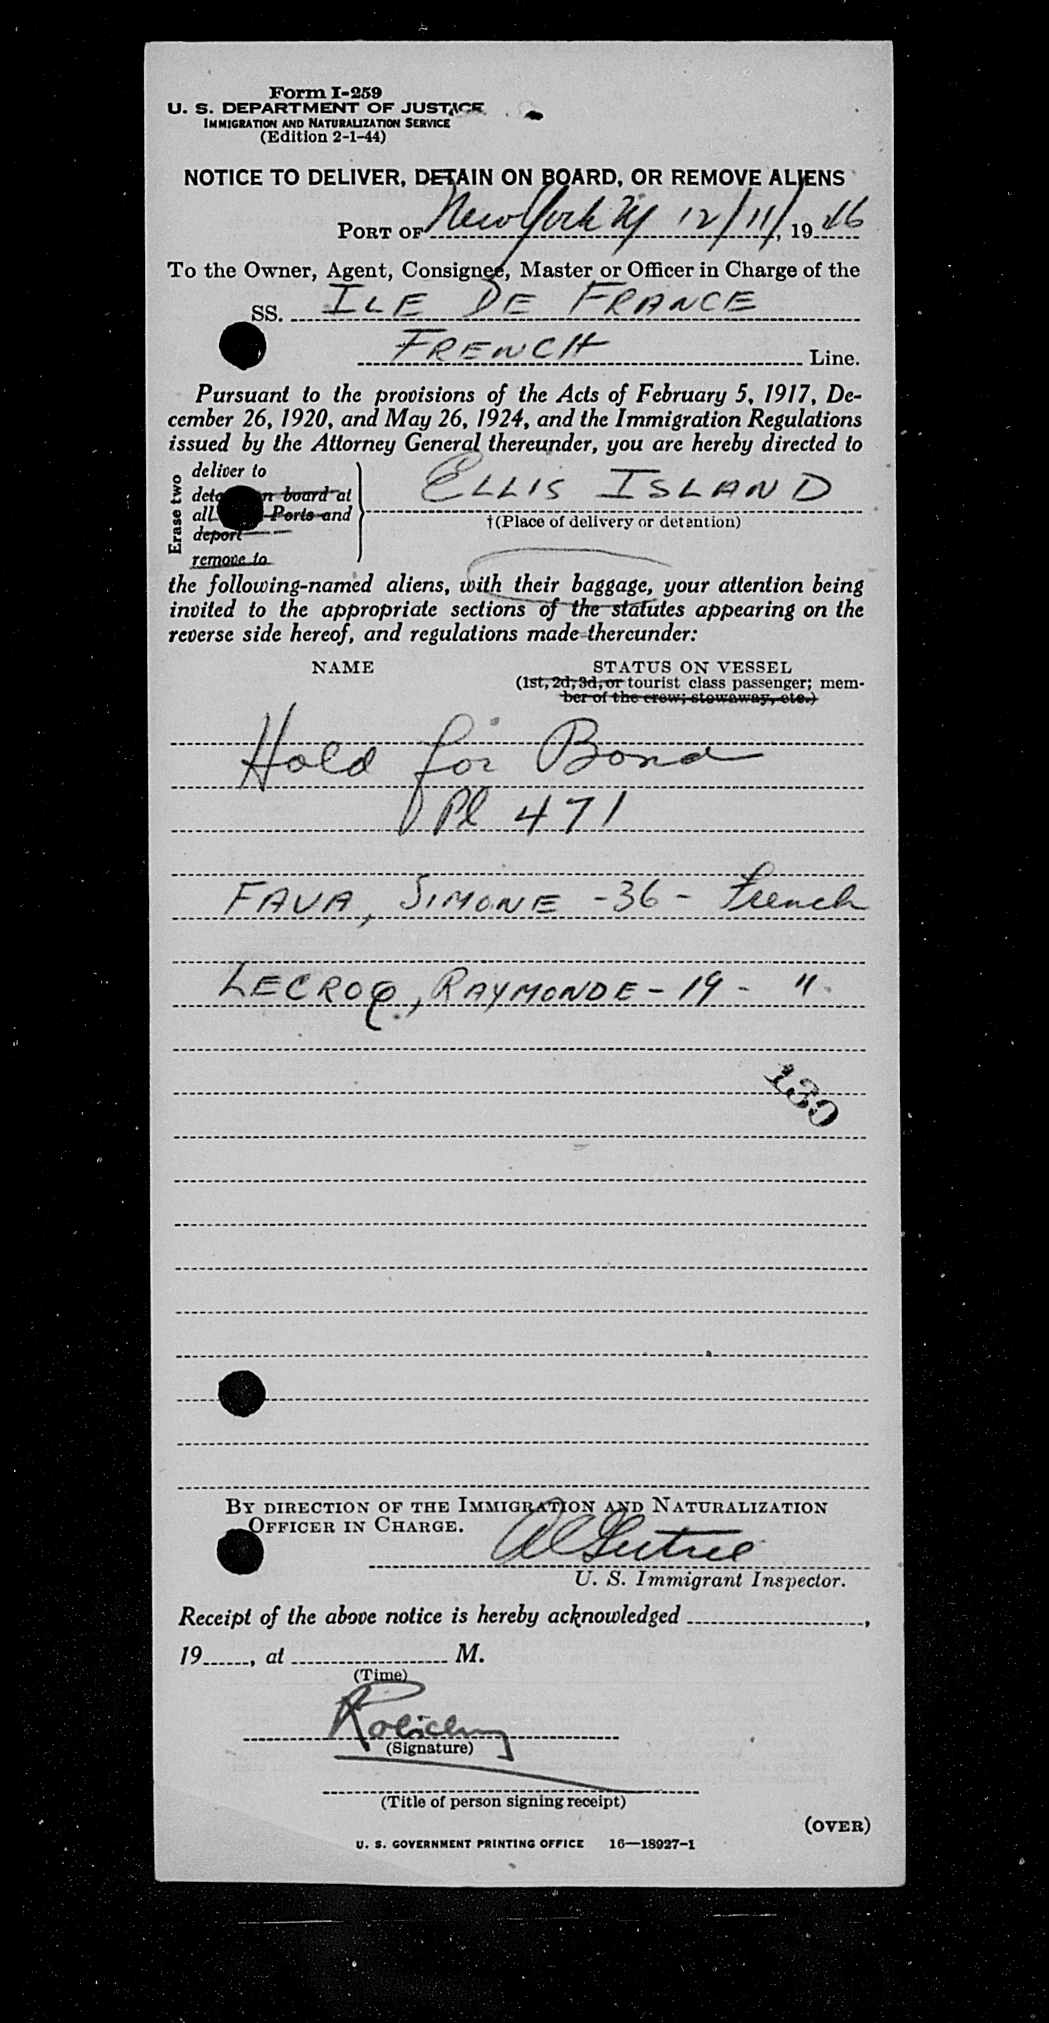 Form I-259
U. S. DEPARTMENT OF JUSTICE
IMMIGRATION AND NATURALIZATION SERVICE
(Edition 2-1-44)
NOTICE TO DELIVER, DETAIN ON BOARD, OR REMOVE ALIENS
PORT OF New York NY 12/11/, 1946
To the Owner, Agent, Consignee, Master or Officer in Charge of the
SS. ILE DE FRANCE
FRENCH Line.
Pursuant to the provisions of the Acts of February 5, 1917, De-
cember 26, 1920, and May 26, 1924, and the Immigration Regulations
issued by the Attorney General thereunder, you are hereby directed to
Erase two
deliver to
on board at
all Ports and
deport
remove to
ELLIS ISLAND
†(Place of delivery or detention)
the following-named aliens, with their baggage, your attention being
invited to the appropriate sections of the statutes appearing on the
reverse side hereof, and regulations made thereunder:
NAME STATUS ON VESSEL
(1st, 2d, 3d, or tourist class passenger; mem-
ber of the crew; stowaway, etc.)
Hold for Bond
Pl 471
FAVA, SIMONE - 36 - French
LECROQ, RAYMONDE - 19 - "
130
BY DIRECTION OF THE IMMIGRATION AND NATURALIZATION
OFFICER IN CHARGE.
U. S. Immigrant Inspector.
Receipt of the above notice is hereby acknowledged ,
19 , at M.
(Time)
(Signature)
(Title of person signing receipt)
(OVER)
U. S. GOVERNMENT PRINTING OFFICE 16—18927-1